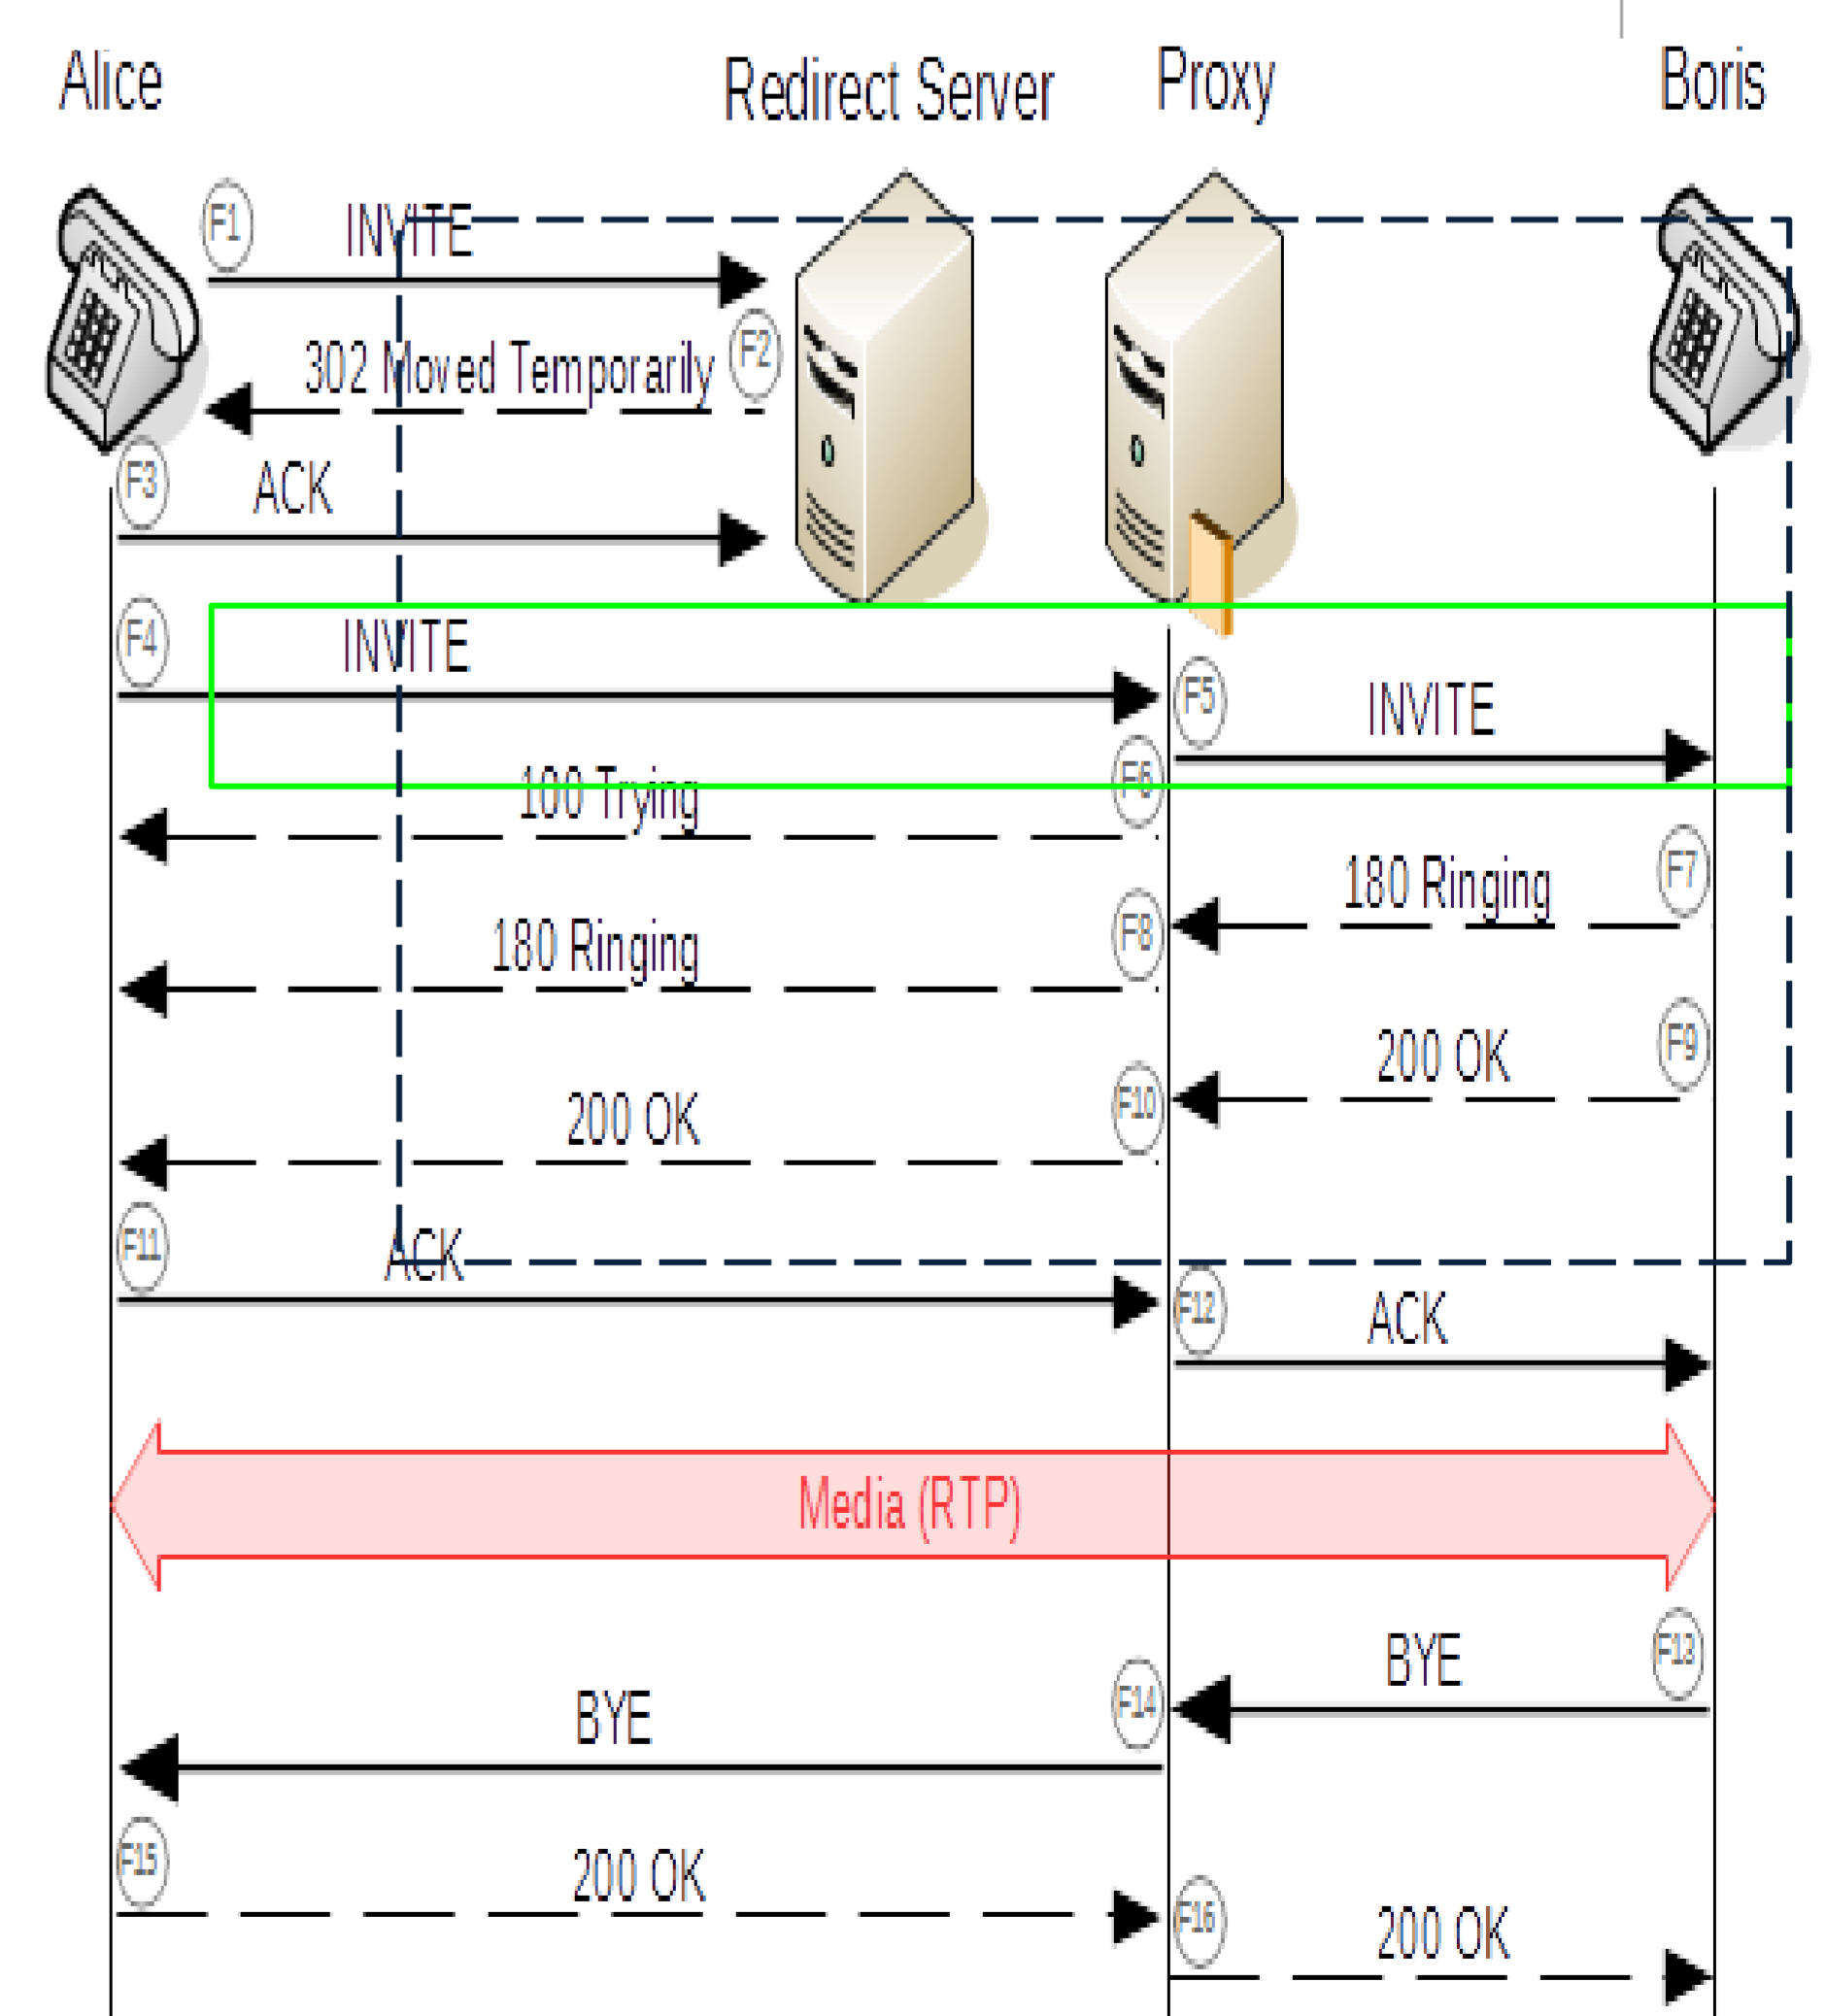 Alice
Redirect Server
Proxy
Boris
F1
INVITE
302 Moved Temporarily
F2
F3
ACK
F4
INVITE
F5
INVITE
F6
100 Trying
F7
180 Ringing
F8
180 Ringing
F9
200 OK
F10
200 OK
F11
ACK
F12
ACK
Media (RTP)
F13
BYE
F14
BYE
F15
200 OK
F16
200 OK